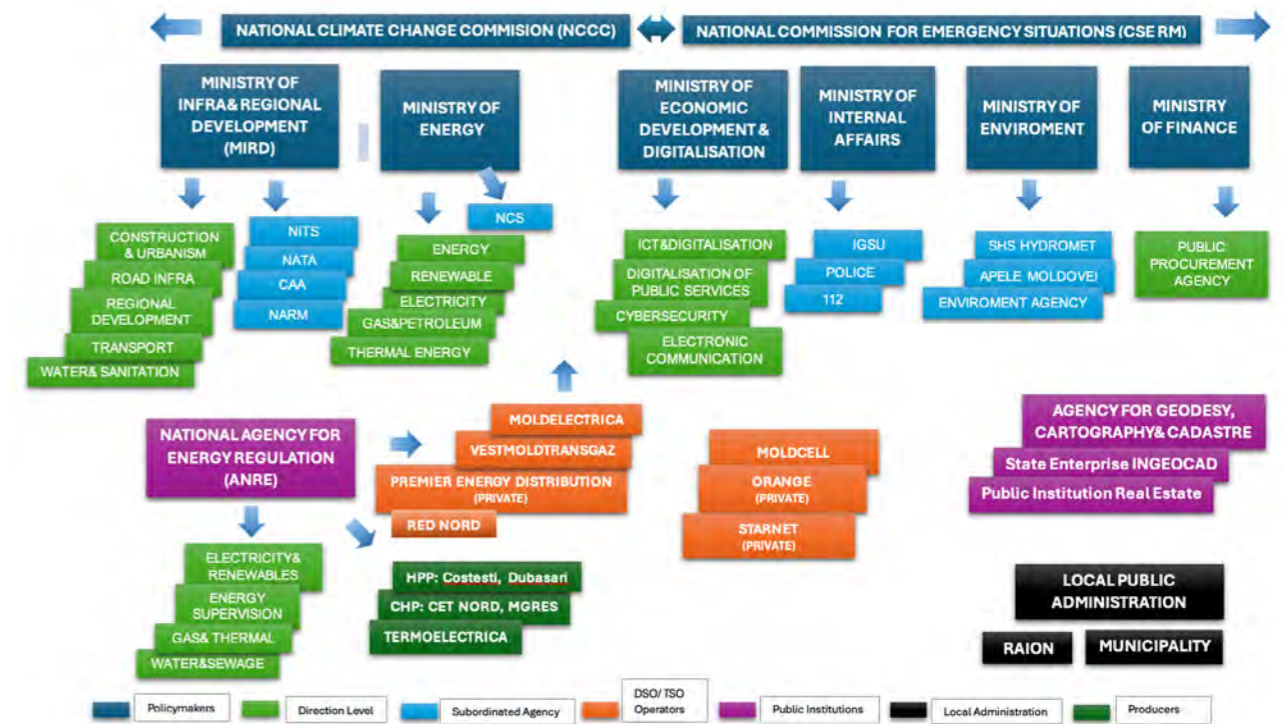 NATIONAL CLIMATE CHANGE COMMISION (NCCC)
NATIONAL COMMISSION FOR EMERGENCY SITUATIONS (CSE RM)
MINISTRY OF
INFRA& REGIONAL
DEVELOPMENT
(MIRD)
MINISTRY OF
ENERGY
MINISTRY OF
ECONOMIC
DEVELOPMENT &
DIGITALISATION
MINISTRY OF
INTERNAL
AFFAIRS
MINISTRY OF
ENVIROMENT
MINISTRY
OF FINANCE
CONSTRUCTION
& URBANISM
ROAD INFRA
REGIONAL
DEVELOPMENT
TRANSPORT
WATER& SANITATION
NiTS
NATA
CAA
NARM
NCS
ENERGY
RENEWABLE
ELECTRICITY
GAS&PETROLEUM
THERMAL ENERGY
ICT&DIGITALISATION
DIGITALISATION OF
PUBLIC SERVICES
CYBERSECURITY
ELECTRONIC
COMMUNICATION
IGSU
POLICE
112
SHS HYDROMET
APELE MOLDOVEI
ENVIROMENT AGENCY
PUBLIC
PROCUREMENT
AGENCY
NATIONAL AGENCY FOR
ENERGY REGULATION
(ANRE)
MOLDELECTRICA
VESTMOLDTRANSGAZ
PREMIER ENERGY DISTRIBUTION
(PRIVATE)
RED NORD
MOLDCELL
ORANGE
(PRIVATE)
STARNET
(PRIVATE)
AGENCY FOR GEODESY,
CARTOGRAPHY& CADASTRE
State Enterprise INGEOCAD
Public Institution Real Estate
ELECTRICITY&
RENEWABLES
ENERGY
SUPERVISION
GAS& THERMAL
WATER&SEWAGE
HPP: Costesti, Dubasari
CHP: CET NORD, MGRES
TERMOELECTRICA
LOCAL PUBLIC
ADMINISTRATION
RAION
MUNICIPALITY
Policymakers
Direction Level
Subordinated Agency
DSO/ TSO
Operators
Public Institutions
Local Administration
Producers